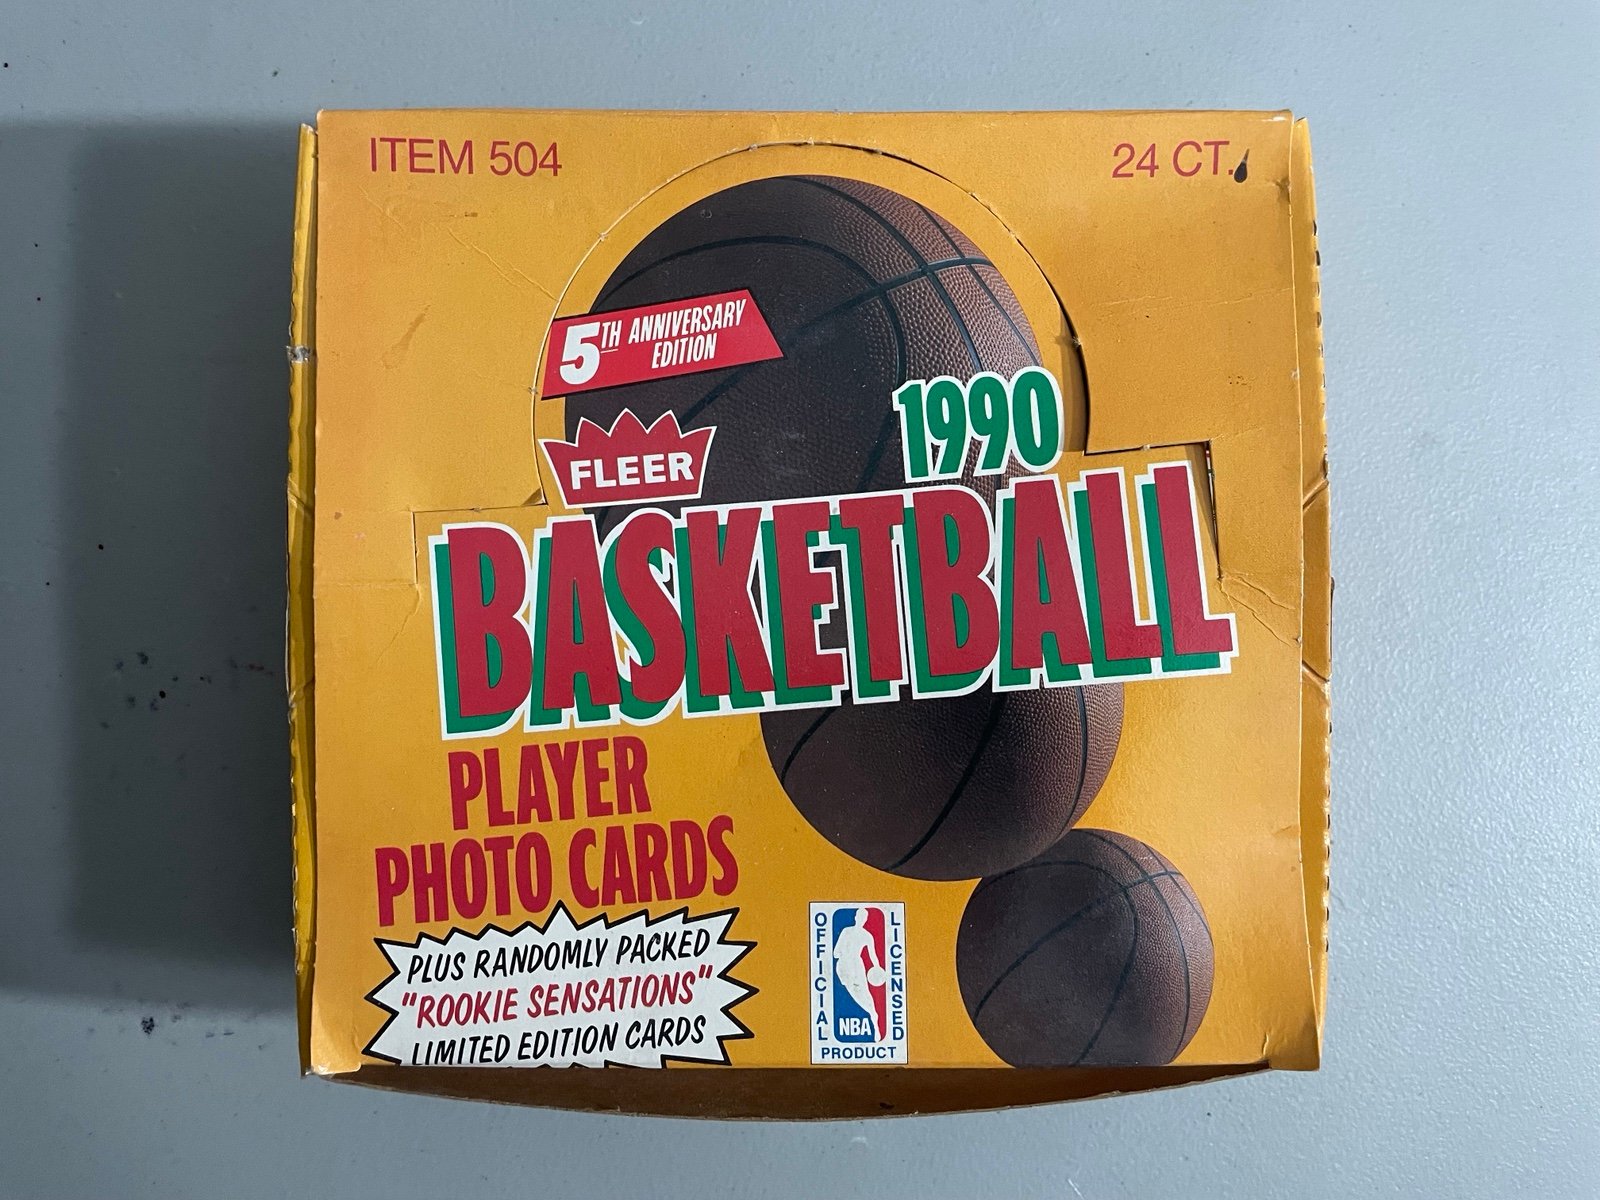 ITEM 504
24 CT.
5TH ANNIVERSARY
EDITION
FLEER
1990
BASKETBALL
PLAYER
PHOTO CARDS
PLUS RANDOMLY PACKED
"ROOKIE SENSATIONS"
LIMITED EDITION CARDS
OFFICIAL
LICENSED
NBA
PRODUCT